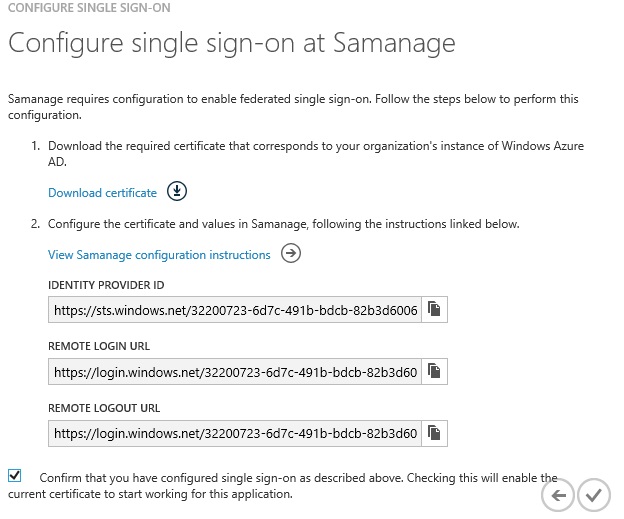 CONFIGURE SINGLE SIGN-ON
Configure single sign-on at Samanage
Samanage requires configuration to enable federated single sign-on. Follow the steps below to perform this
configuration.
1. Download the required certificate that corresponds to your organization's instance of Windows Azure
AD.
Download certificate
2. Configure the certificate and values in Samanage, following the instructions linked below.
View Samanage configuration instructions
IDENTITY PROVIDER ID
https://sts.windows.net/32200723-6d7c-491b-bdcb-82b3d6006
REMOTE LOGIN URL
https://login.windows.net/32200723-6d7c-491b-bdcb-82b3d60
REMOTE LOGOUT URL
https://login.windows.net/32200723-6d7c-491b-bdcb-82b3d60
Confirm that you have configured single sign-on as described above. Checking this will enable the
current certificate to start working for this application.